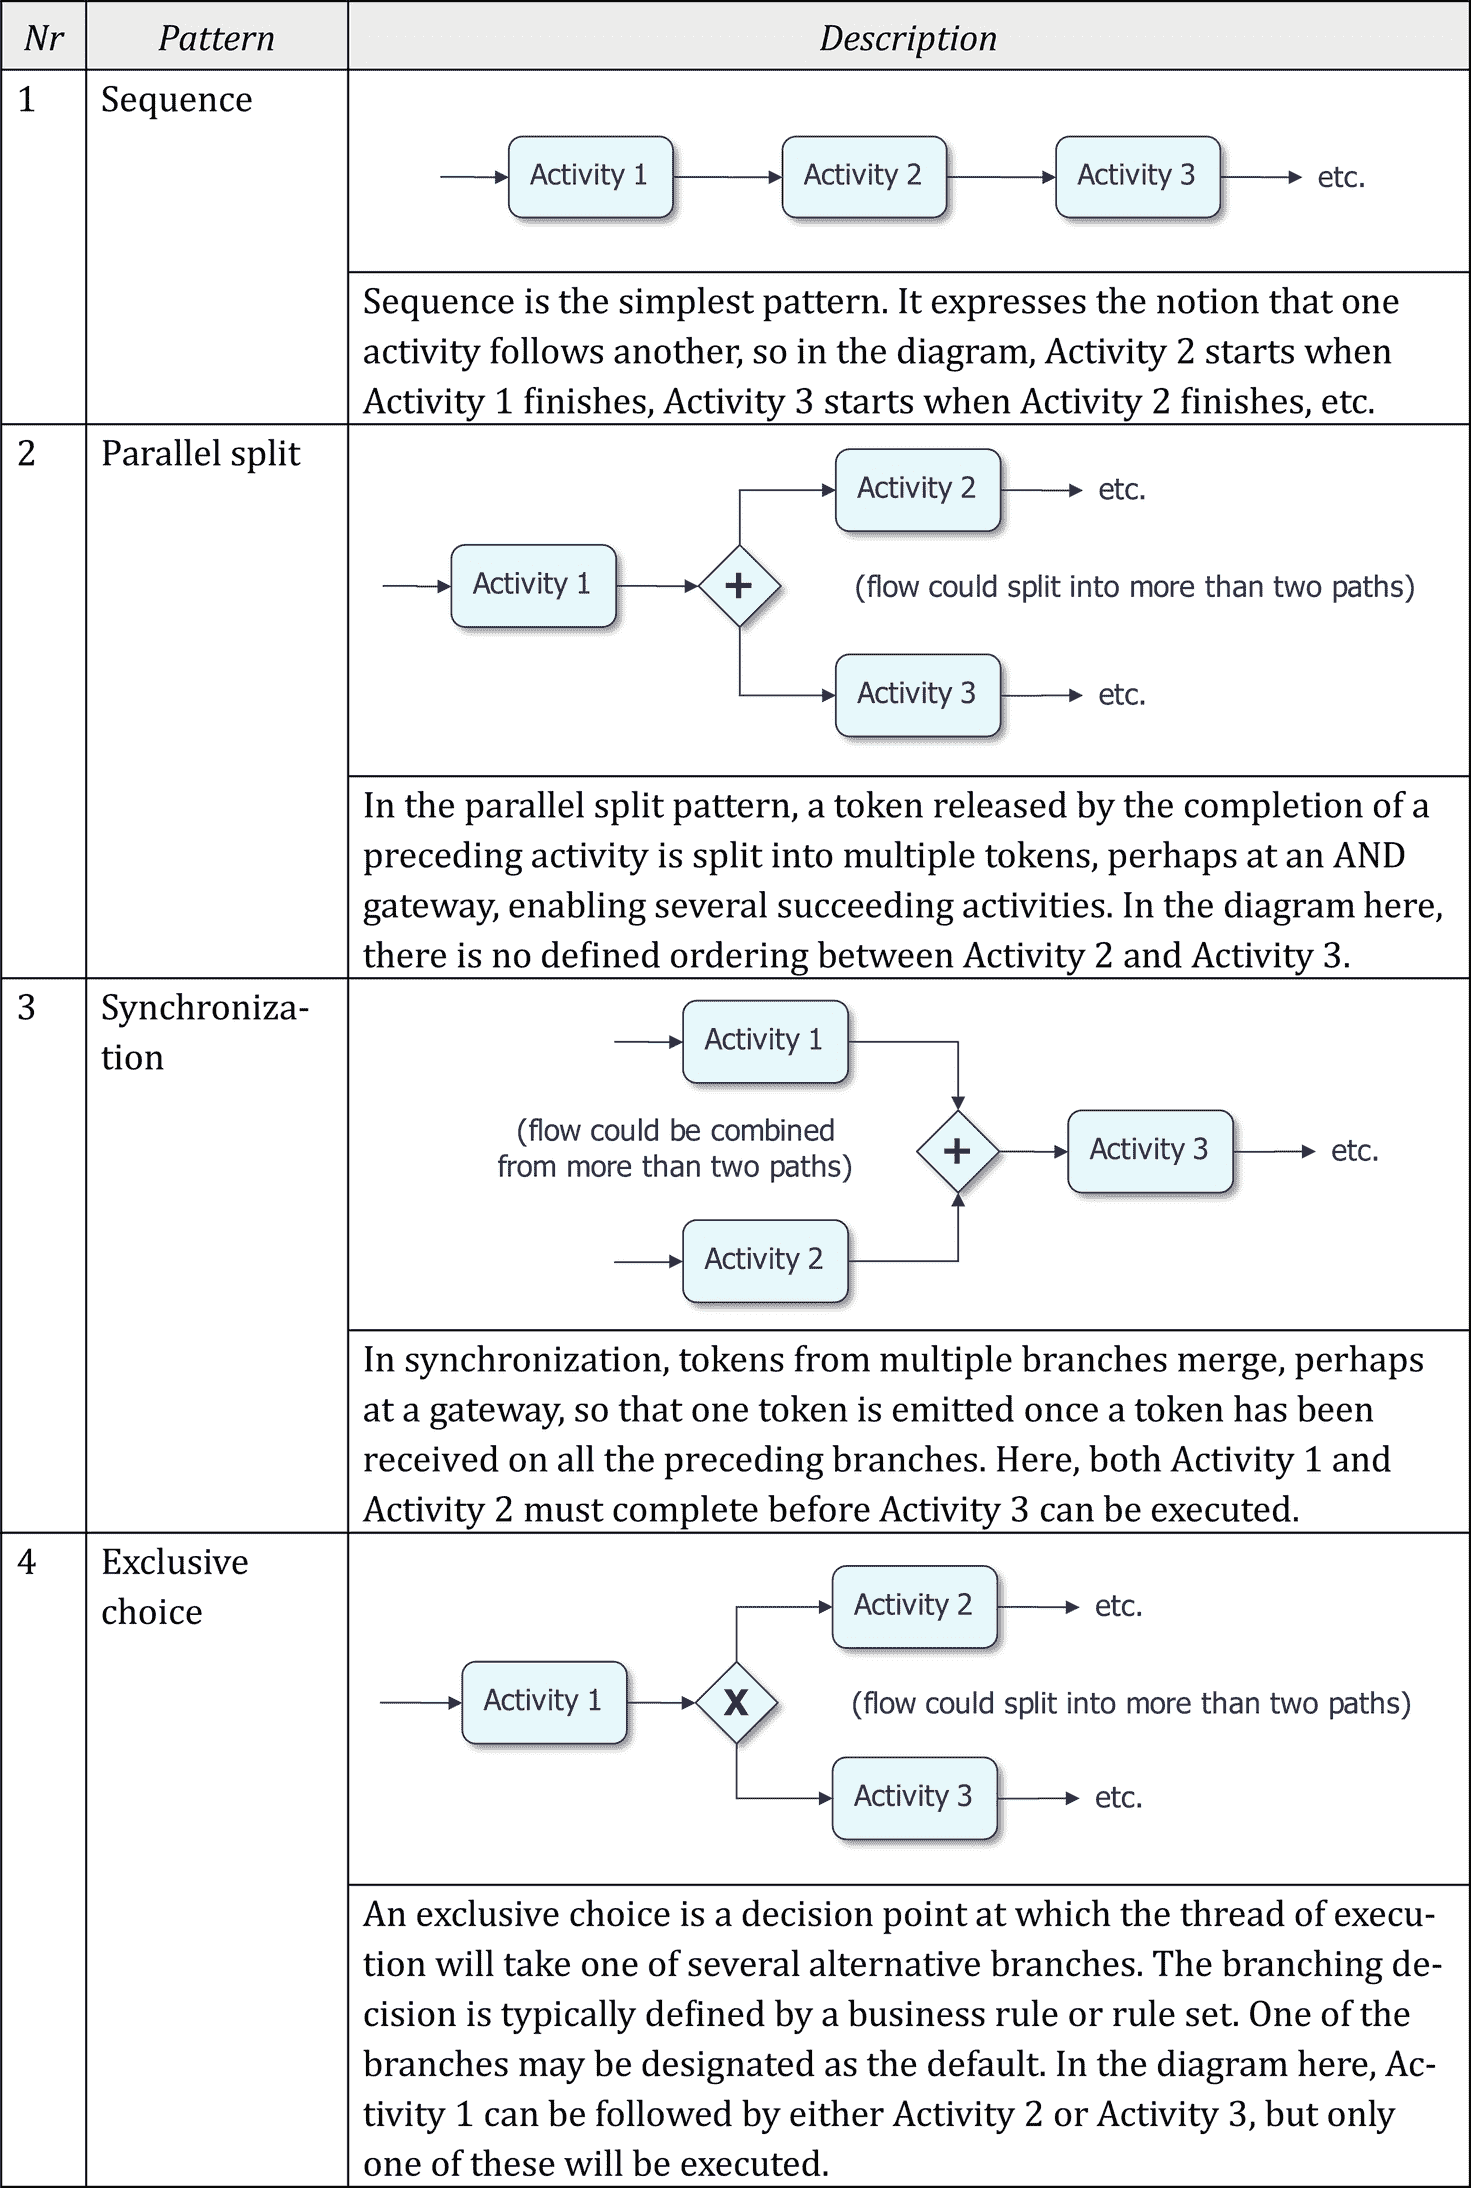 Nr Pattern Description
1 Sequence
Activity 1 Activity 2 Activity 3 etc.
Sequence is the simplest pattern. It expresses the notion that one
activity follows another, so in the diagram, Activity 2 starts when
Activity 1 finishes, Activity 3 starts when Activity 2 finishes, etc.
2 Parallel split
Activity 2 etc.
Activity 1 + (flow could split into more than two paths)
Activity 3 etc.
In the parallel split pattern, a token released by the completion of a
preceding activity is split into multiple tokens, perhaps at an AND
gateway, enabling several succeeding activities. In the diagram here,
there is no defined ordering between Activity 2 and Activity 3.
3 Synchroniza-
tion
Activity 1
(flow could be combined
from more than two paths)
+ Activity 3 etc.
Activity 2
In synchronization, tokens from multiple branches merge, perhaps
at a gateway, so that one token is emitted once a token has been
received on all the preceding branches. Here, both Activity 1 and
Activity 2 must complete before Activity 3 can be executed.
4 Exclusive
choice
Activity 2 etc.
Activity 1 X (flow could split into more than two paths)
Activity 3 etc.
An exclusive choice is a decision point at which the thread of execu-
tion will take one of several alternative branches. The branching de-
cision is typically defined by a business rule or rule set. One of the
branches may be designated as the default. In the diagram here, Ac-
tivity 1 can be followed by either Activity 2 or Activity 3, but only
one of these will be executed.